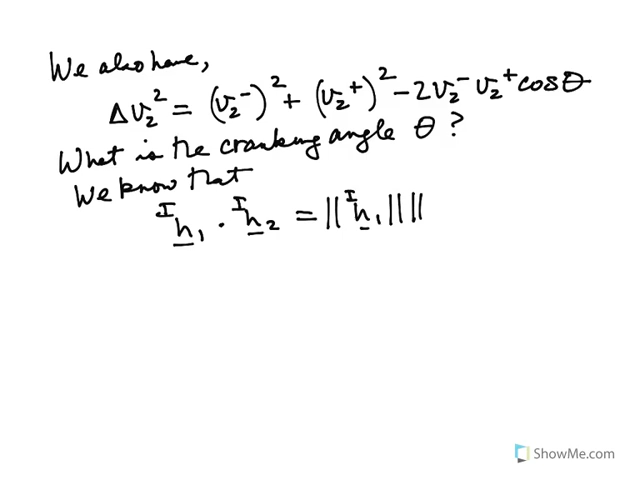 We also have,
Δv₂² = (v₂⁻)² + (v₂⁺)² − 2v₂⁻ v₂⁺ cosθ
What is the cranking angle θ?
We know that
ᴵh₁ · ᴵh₂ = ||ᴵh₁|| ||
ShowMe.com